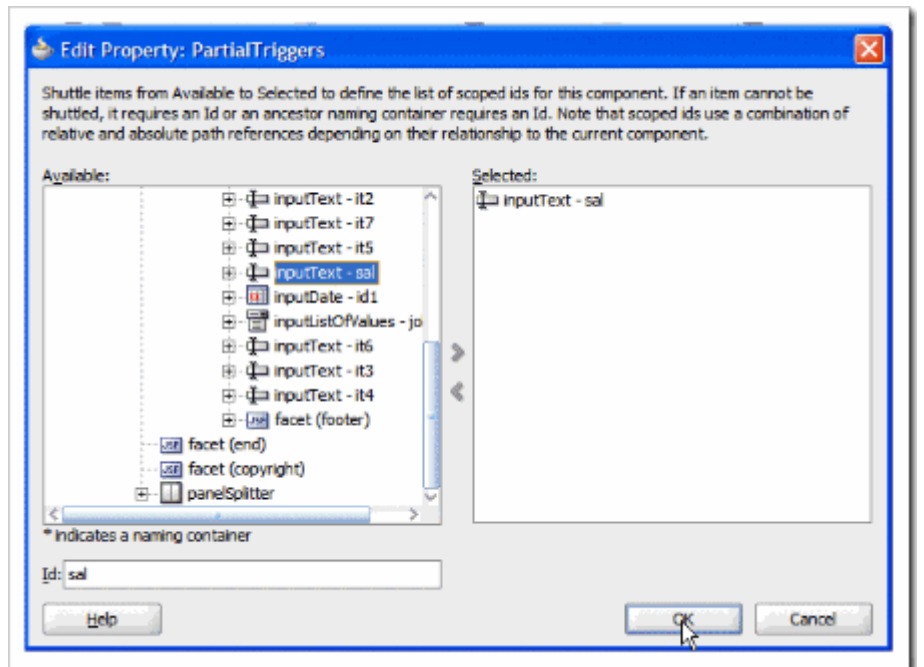 Edit Property: PartialTriggers
Shuttle items from Available to Selected to define the list of scoped ids for this component. If an item cannot be
shuttled, it requires an Id or an ancestor naming container requires an Id. Note that scoped ids use a combination of
relative and absolute path references depending on their relationship to the current component.
Available:
inputText - it2
inputText - it7
inputText - it5
inputText - sal
inputDate - id1
inputListOfValues - jo
inputText - it6
inputText - it3
inputText - it4
facet (footer)
facet (end)
facet (copyright)
panelSplitter
* indicates a naming container
Id: sal
Selected:
inputText - sal
Help
OK
Cancel